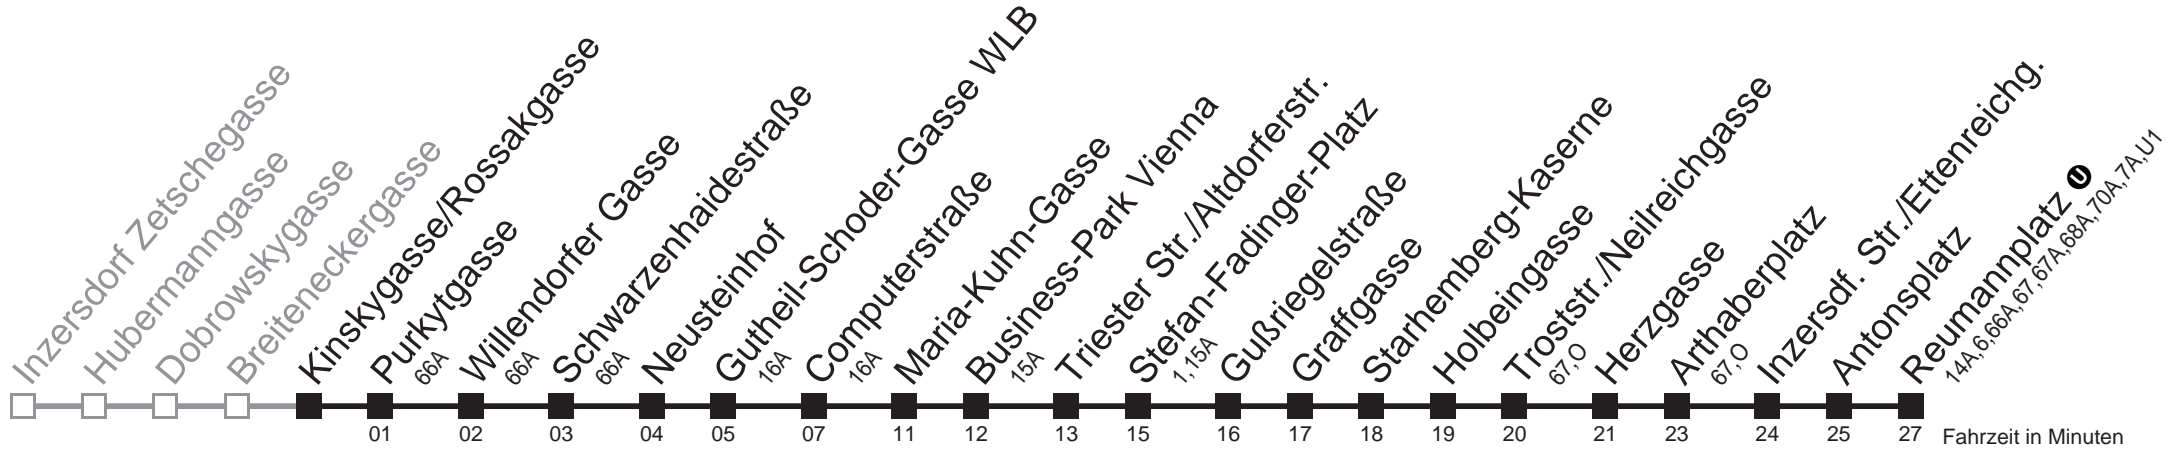 Inzersdorf Zetschegasse
Hubermanngasse
Dobrowskygasse
Breiteneckergasse
Kinskygasse/Rossakgasse
Purkytgasse
66A
Willendorfer Gasse
66A
Schwarzenhaidestraße
66A
Neusteinhof
Gutheil-Schoder-Gasse WLB
16A
Computerstraße
16A
Maria-Kuhn-Gasse
Business-Park Vienna
15A
Triester Str./Altdorferstr.
Stefan-Fadinger-Platz
1,15A
Gußriegelstraße
Graffgasse
Starhemberg-Kaserne
Holbeingasse
Troststr./Neilreichgasse
67,O
Herzgasse
Arthaberplatz
67,O
Inzersdf. Str./Ettenreichg.
Antonsplatz
Reumannplatz U
14A,6,66A,67,67A,68A,70A,7A,U1
01 02 03 04 05 07 11 12 13 15 16 17 18 19 20 21 23 24 25 27 Fahrzeit in Minuten